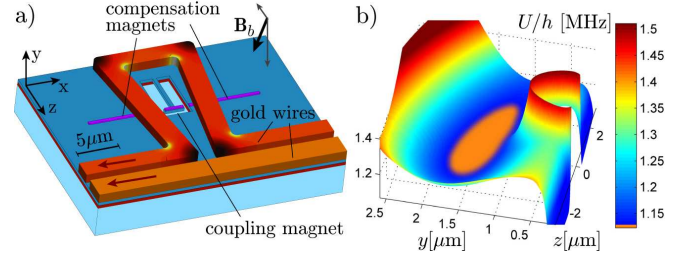 a)
compensation
magnets
B_b
y
x
z
gold wires
5μm
coupling magnet
b)
U/h [MHz]
1.5
1.45
1.4
1.35
1.3
1.25
1.2
1.15
1.4
1.2
2.5
2
1.5
1
0.5
y[μm]
2
0
-2
z[μm]